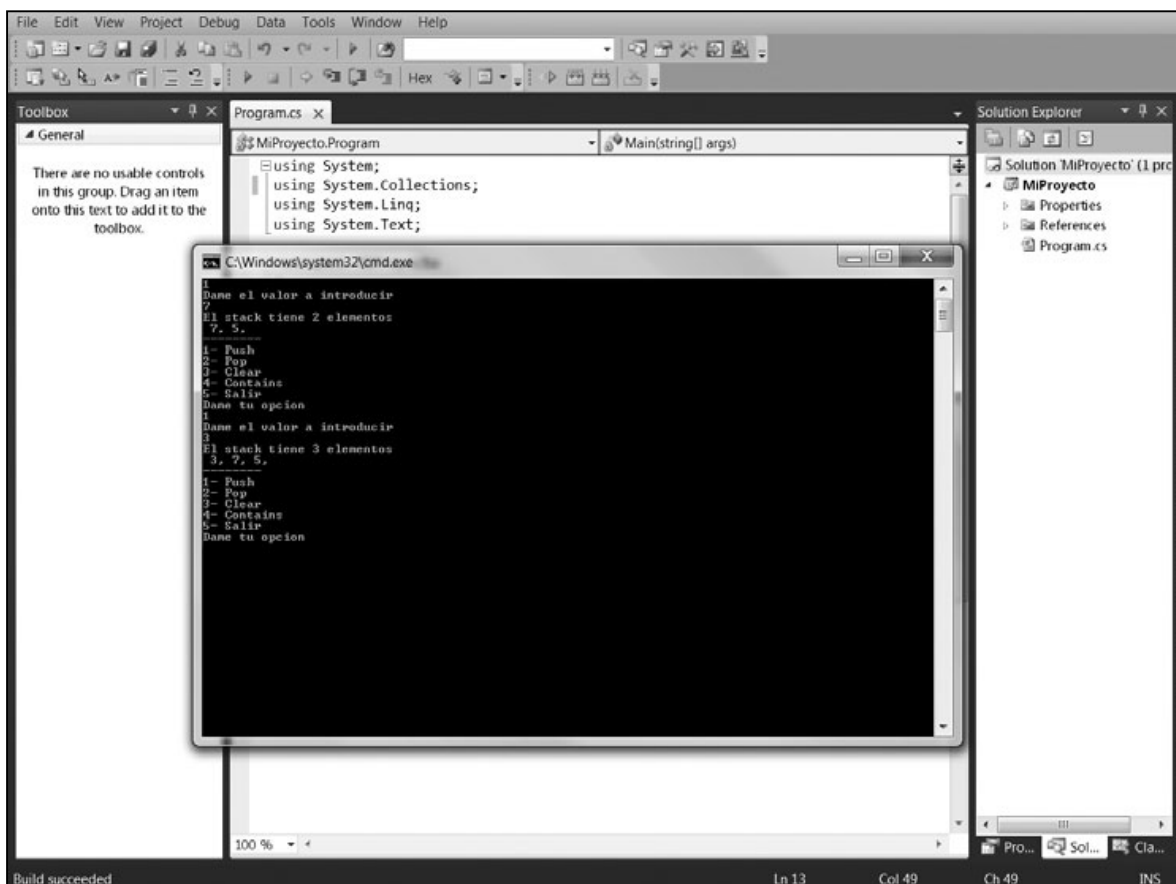 File Edit View Project Debug Data Tools Window Help
Hex
Toolbox
General
There are no usable controls
in this group. Drag an item
onto this text to add it to the
toolbox.
Program.cs
MiProyecto.Program
Main(string[] args)
using System;
using System.Collections;
using System.Linq;
using System.Text;
C:\Windows\system32\cmd.exe
1
Dame el valor a introducir
7
El stack tiene 2 elementos
7, 5,
--------
1- Push
2- Pop
3- Clear
4- Contains
5- Salir
Dame tu opcion
1
Dame el valor a introducir
3
El stack tiene 3 elementos
3, 7, 5,
--------
1- Push
2- Pop
3- Clear
4- Contains
5- Salir
Dame tu opcion
100 %
Solution Explorer
Solution 'MiProyecto' (1 pro
MiProyecto
Properties
References
Program.cs
Pro... Sol... Cla...
Build succeeded Ln 13 Col 49 Ch 49 INS